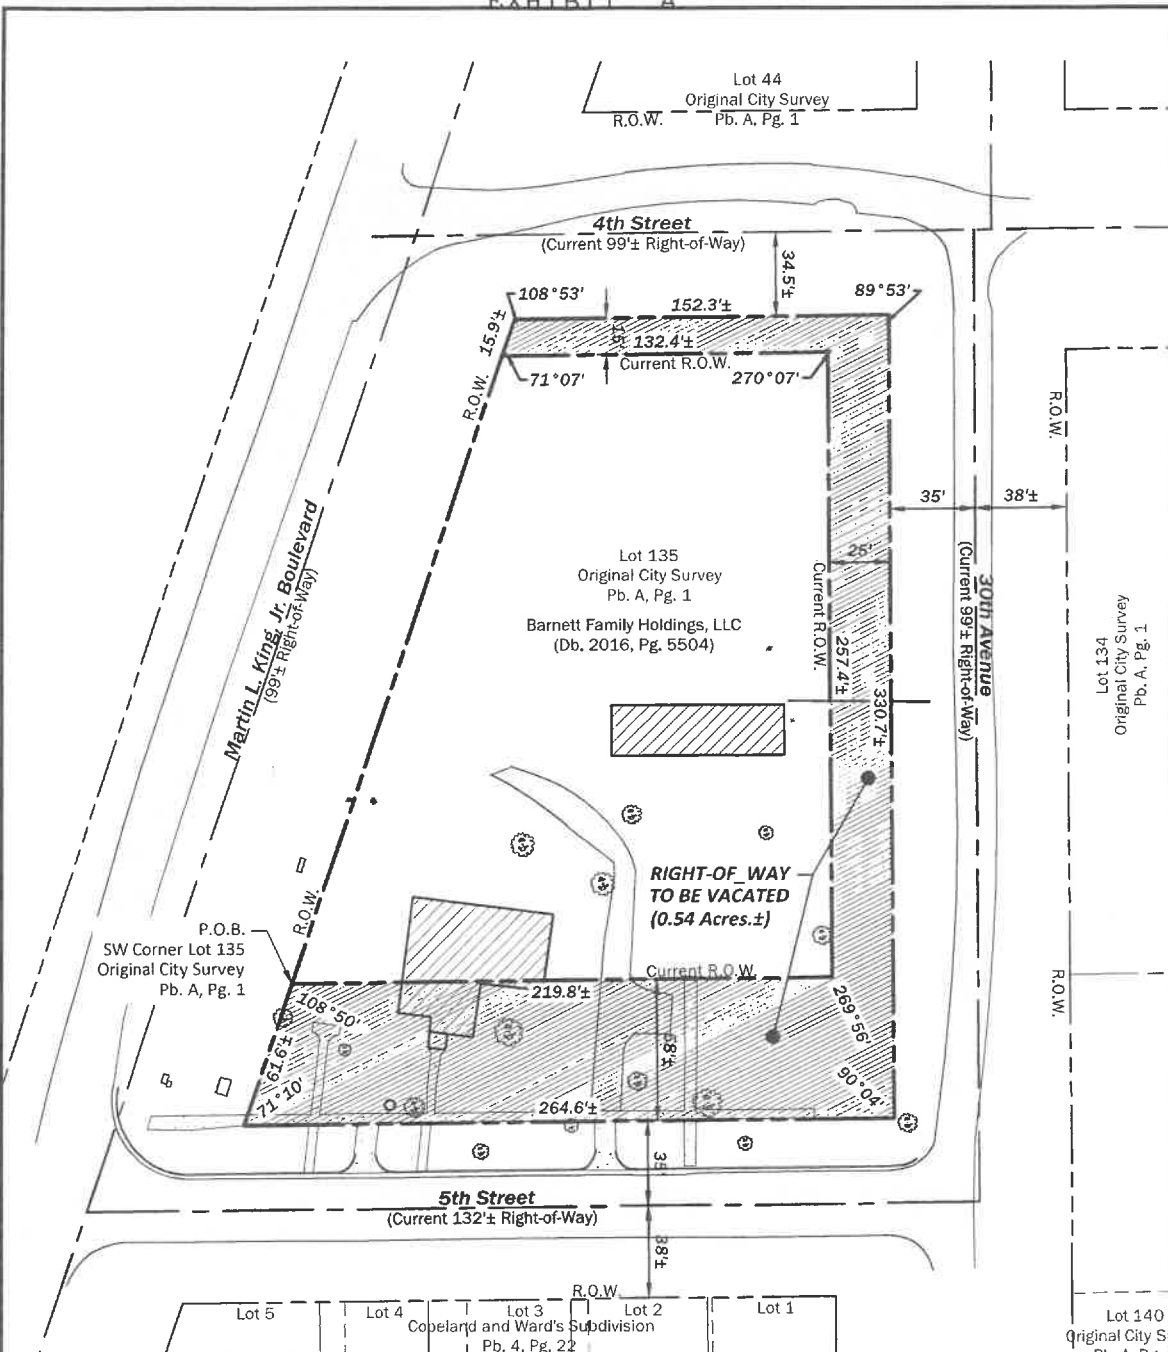 EXHIBIT A
Lot 44
Original City Survey
Pb. A, Pg. 1
R.O.W.
4th Street
(Current 99'± Right-of-Way)
34.5'±
108°53'
152.3'±
89°53'
15.9'±
15'
132.4'±
Current R.O.W.
71°07'
270°07'
R.O.W.
R.O.W.
35'
38'±
Martin L. King, Jr. Boulevard
(99'± Right-of-Way)
Lot 135
Original City Survey
Pb. A, Pg. 1
Barnett Family Holdings, LLC
(Db. 2016, Pg. 5504)
25'
Current R.O.W.
257.4'±
330.7'±
30th Avenue
(Current 99'± Right-of-Way)
Lot 134
Original City Survey
Pb. A, Pg. 1
RIGHT-OF_WAY
TO BE VACATED
(0.54 Acres.±)
R.O.W.
P.O.B.
SW Corner Lot 135
Original City Survey
Pb. A, Pg. 1
Current R.O.W.
R.O.W.
219.8'±
108°50'
269°56'
61.6'±
58'±
71°10'
90°04'
264.6'±
35'
5th Street
(Current 132'± Right-of-Way)
38'±
R.O.W.
Lot 5
Lot 4
Lot 3
Lot 2
Lot 1
Copeland and Ward's Subdivision
Pb. 4, Pg. 22
Lot 140
Original City S